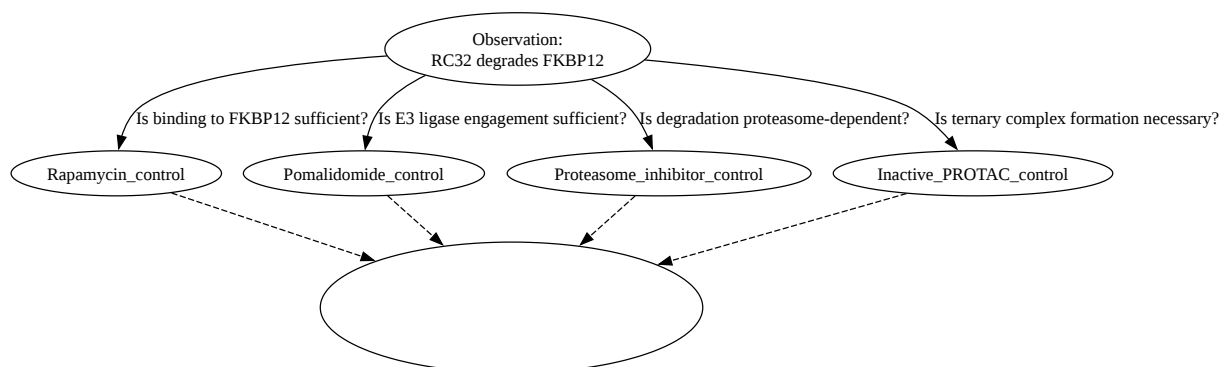 Observation:
RC32 degrades FKBP12
Is binding to FKBP12 sufficient?
Is E3 ligase engagement sufficient?
Is degradation proteasome-dependent?
Is ternary complex formation necessary?
Rapamycin_control
Pomalidomide_control
Proteasome_inhibitor_control
Inactive_PROTAC_control